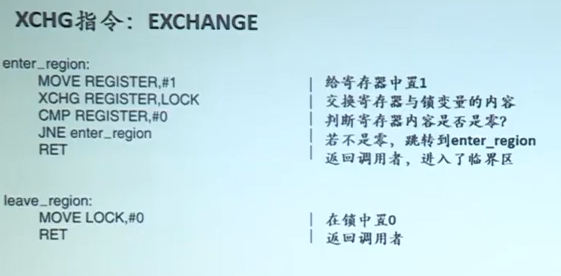 XCHG指令：EXCHANGE
enter_region:
MOVE REGISTER,#1 | 给寄存器中置1
XCHG REGISTER,LOCK | 交换寄存器与锁变量的内容
CMP REGISTER,#0 | 判断寄存器内容是否是零?
JNE enter_region | 若不是零，跳转到enter_region
RET | 返回调用者，进入了临界区
leave_region:
MOVE LOCK,#0 | 在锁中置0
RET | 返回调用者